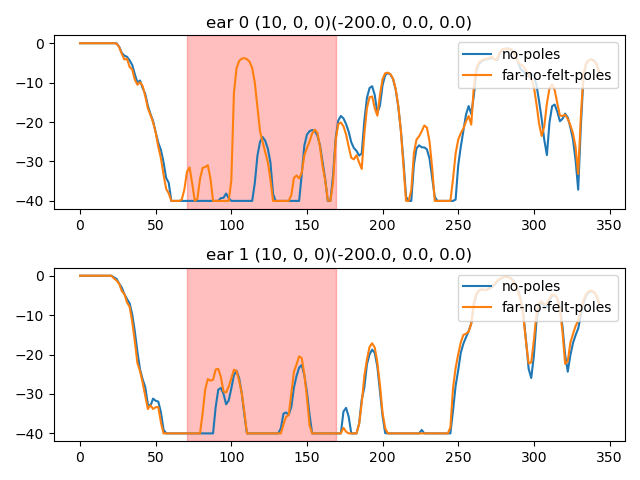 ear 0 (10, 0, 0)(-200.0, 0.0, 0.0)
0
−10
−20
−30
−40
no-poles
far-no-felt-poles
0 50 100 150 200 250 300 350
ear 1 (10, 0, 0)(-200.0, 0.0, 0.0)
0
−10
−20
−30
−40
no-poles
far-no-felt-poles
0 50 100 150 200 250 300 350